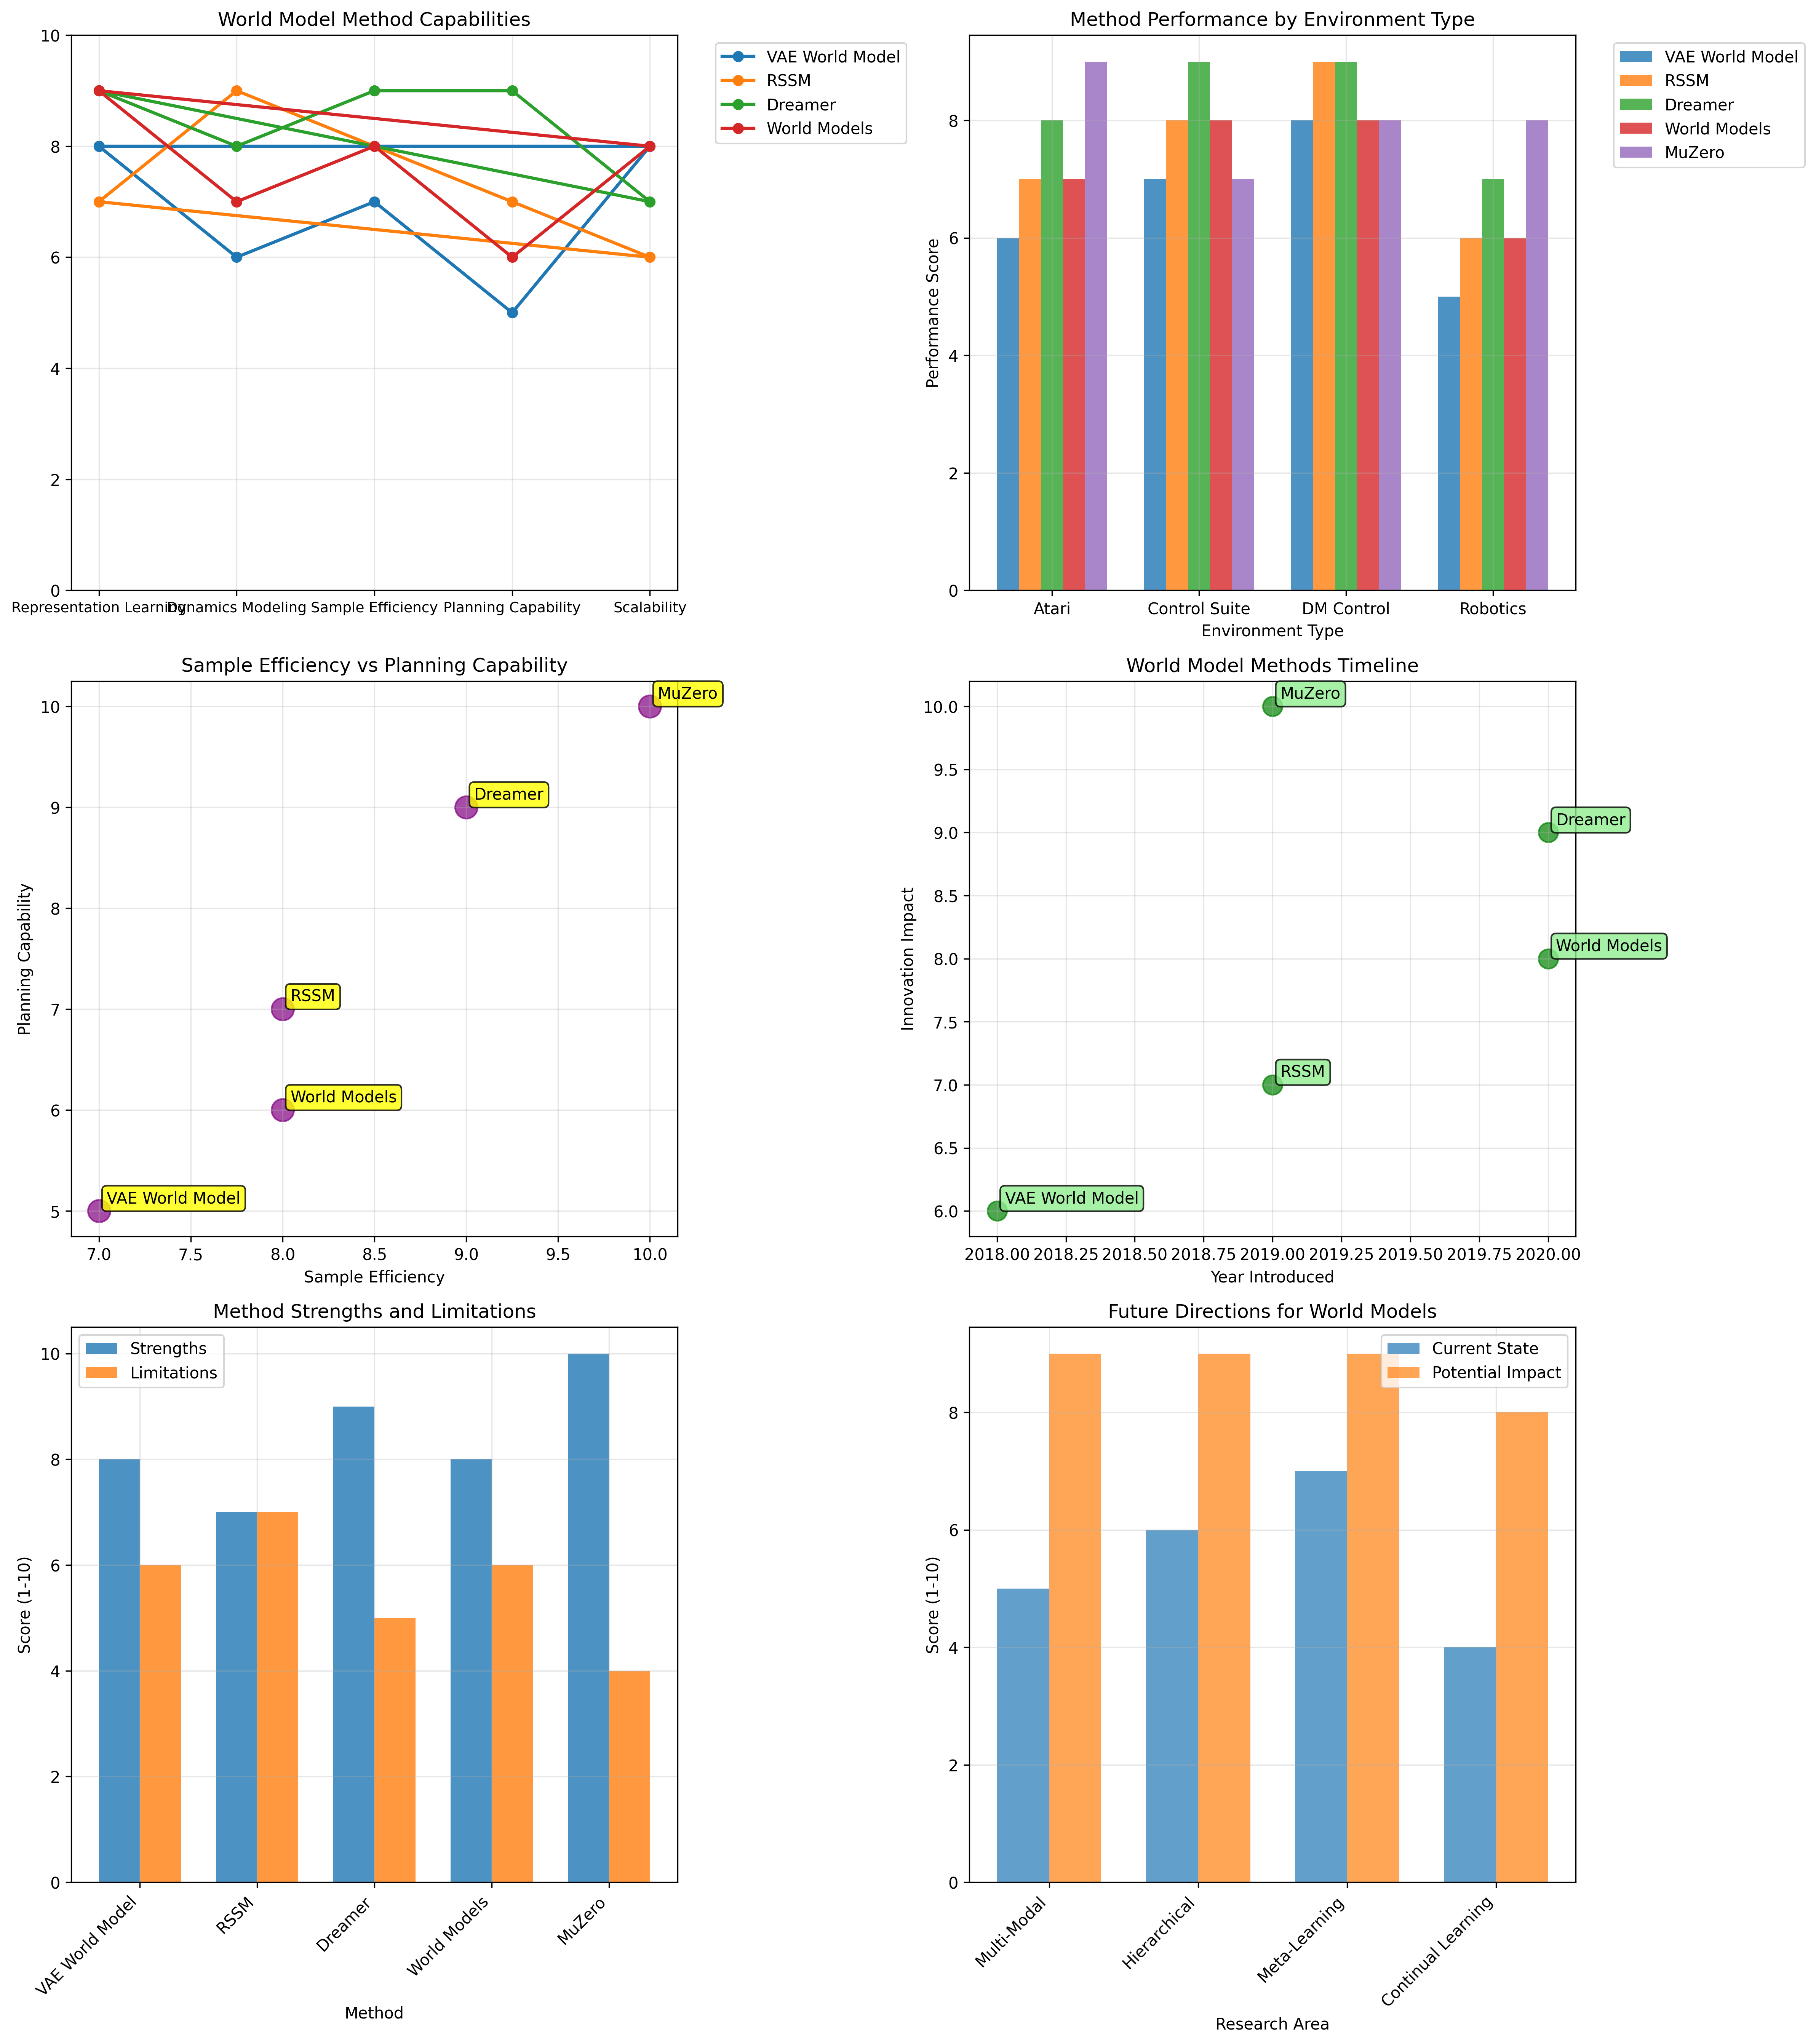 World Model Method Capabilities
10
8
6
4
2
0
Representation Learning
Dynamics Modeling
Sample Efficiency
Planning Capability
Scalability
VAE World Model
RSSM
Dreamer
World Models
Method Performance by Environment Type
Performance Score
8
6
4
2
0
Atari
Control Suite
DM Control
Robotics
Environment Type
VAE World Model
RSSM
Dreamer
World Models
MuZero
Sample Efficiency vs Planning Capability
Planning Capability
10
9
8
7
6
5
MuZero
Dreamer
RSSM
World Models
VAE World Model
7.0
7.5
8.0
8.5
9.0
9.5
10.0
Sample Efficiency
World Model Methods Timeline
Innovation Impact
10.0
9.5
9.0
8.5
8.0
7.5
7.0
6.5
6.0
MuZero
Dreamer
World Models
RSSM
VAE World Model
2018.00
2018.25
2018.50
2018.75
2019.00
2019.25
2019.50
2019.75
2020.00
Year Introduced
Method Strengths and Limitations
Strengths
Limitations
Score (1-10)
10
8
6
4
2
0
VAE World Model
RSSM
Dreamer
World Models
MuZero
Method
Future Directions for World Models
Current State
Potential Impact
Score (1-10)
8
6
4
2
0
Multi-Modal
Hierarchical
Meta-Learning
Continual Learning
Research Area